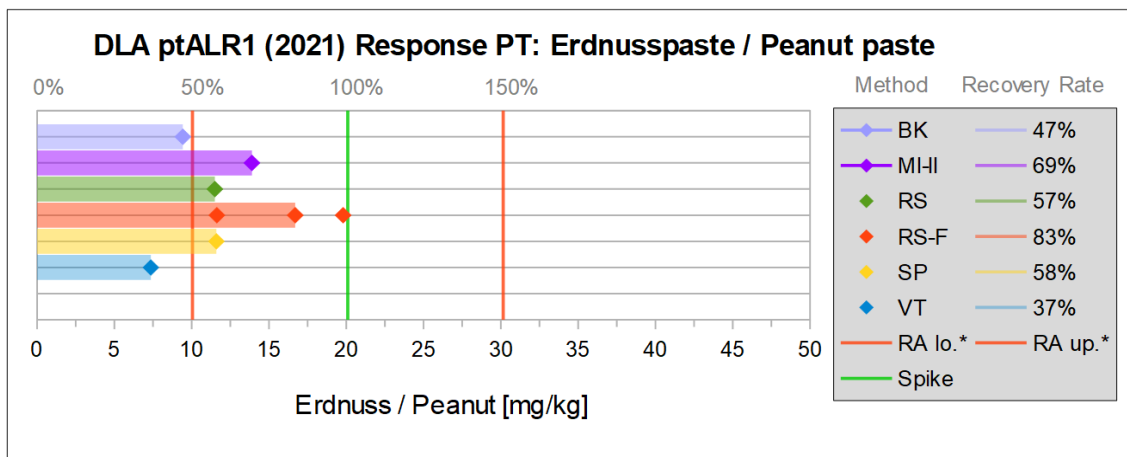 DLA ptALR1 (2021) Response PT: Erdnusspaste / Peanut paste
0% 50% 100% 150%
Method Recovery Rate
BK 47%
MI-II 69%
RS 57%
RS-F 83%
SP 58%
VT 37%
RA lo.* RA up.*
Spike
0 5 10 15 20 25 30 35 40 45 50
Erdnuss / Peanut [mg/kg]